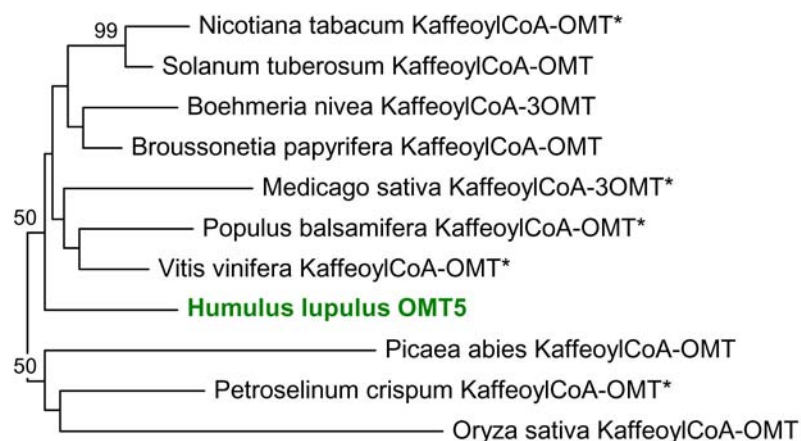 99
Nicotiana tabacum KaffeoylCoA-OMT*
Solanum tuberosum KaffeoylCoA-OMT
Boehmeria nivea KaffeoylCoA-3OMT
Broussonetia papyrifera KaffeoylCoA-OMT
Medicago sativa KaffeoylCoA-3OMT*
50
Populus balsamifera KaffeoylCoA-OMT*
Vitis vinifera KaffeoylCoA-OMT*
Humulus lupulus OMT5
Picaea abies KaffeoylCoA-OMT
50
Petroselinum crispum KaffeoylCoA-OMT*
Oryza sativa KaffeoylCoA-OMT